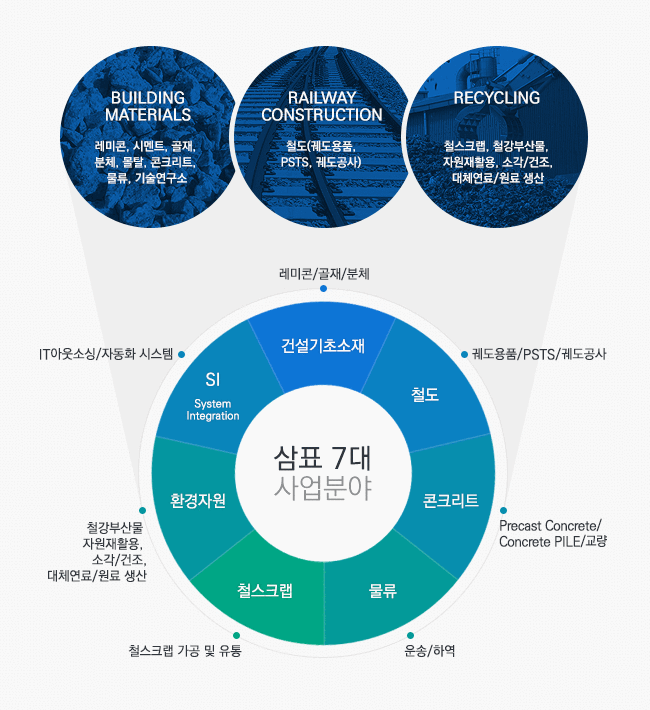 BUILDING
MATERIALS
레미콘, 시멘트, 골재,
분체, 몰탈, 콘크리트,
물류, 기술연구소
RAILWAY
CONSTRUCTION
철도(궤도용품,
PSTS, 궤도공사)
RECYCLING
철스크랩, 철강부산물,
자원재활용, 소각/건조,
대체연료/원료 생산
레미콘/골재/분체
IT아웃소싱/자동화 시스템
궤도용품/PSTS/궤도공사
건설기초소재
SI
System
Integration
철도
삼표 7대
사업분야
환경자원
콘크리트
철강부산물
자원재활용,
소각/건조,
대체연료/원료 생산
Precast Concrete/
Concrete PILE/교량
철스크랩
물류
철스크랩 가공 및 유통
운송/하역